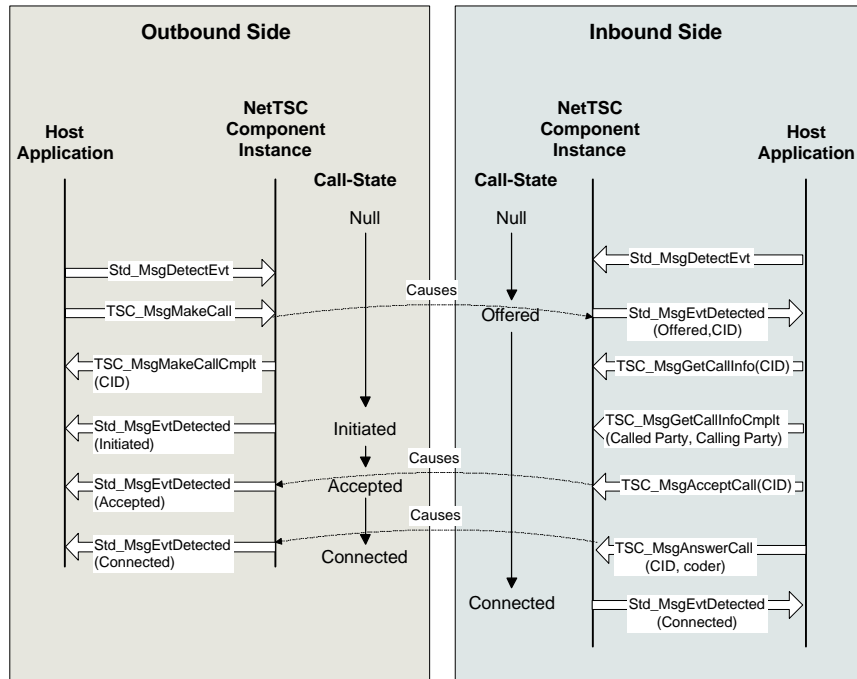 Outbound Side
Host
Application
NetTSC
Component
Instance
Call-State
Null
Std_MsgDetectEvt
TSC_MsgMakeCall
TSC_MsgMakeCallCmplt
(CID)
Initiated
Std_MsgEvtDetected
(Initiated)
Accepted
Std_MsgEvtDetected
(Accepted)
Connected
Std_MsgEvtDetected
(Connected)
Causes
Causes
Causes
Inbound Side
Call-State
NetTSC
Component
Instance
Host
Application
Null
Std_MsgDetectEvt
Offered
Std_MsgEvtDetected
(Offered,CID)
TSC_MsgGetCallInfo(CID)
TSC_MsgGetCallInfoCmplt
(Called Party, Calling Party)
TSC_MsgAcceptCall(CID)
TSC_MsgAnswerCall
(CID, coder)
Connected
Std_MsgEvtDetected
(Connected)